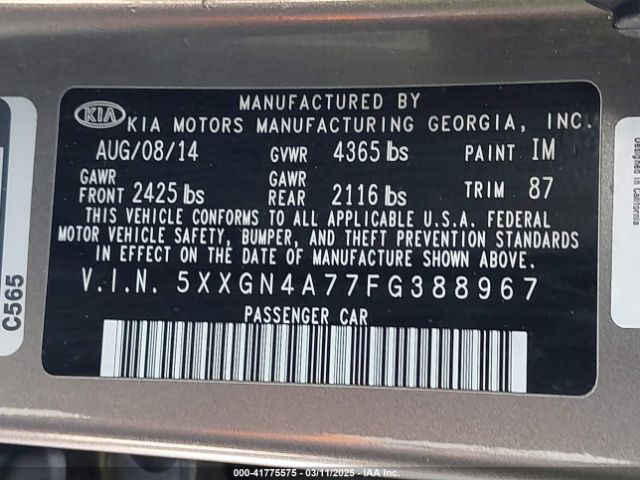 MANUFACTURED BY
KIA
KIA MOTORS MANUFACTURING GEORGIA, INC.
AUG/08/14 GVWR 4365 lbs PAINT IM
GAWR FRONT 2425 lbs GAWR REAR 2116 lbs TRIM 87
THIS VEHICLE CONFORMS TO ALL APPLICABLE U.S.A. FEDERAL
MOTOR VEHICLE SAFETY, BUMPER, AND THEFT PREVENTION STANDARDS
IN EFFECT ON THE DATE OF MANUFACTURE SHOWN ABOVE.
V.I.N. 5XXGN4A77FG388967
PASSENGER CAR
C565
Designed in California
000-41775575 - 03/11/2025 - IAA Inc.